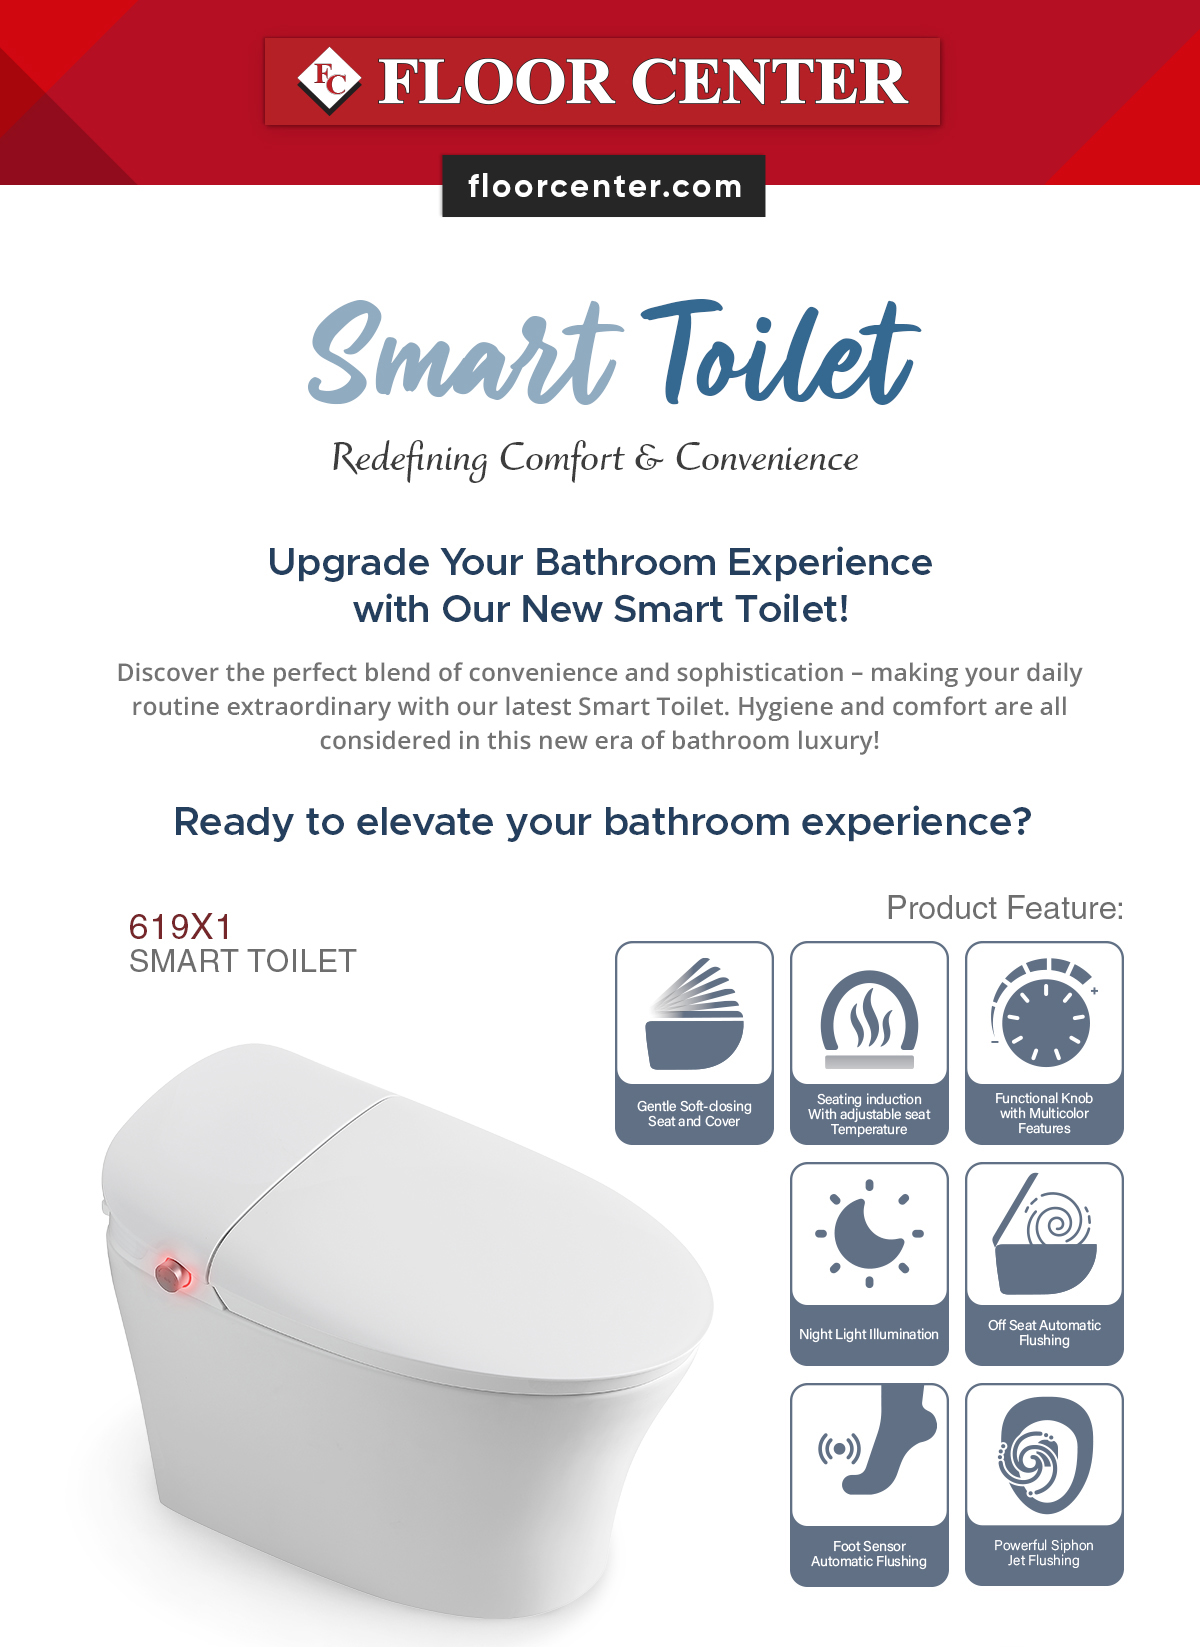 FC FLOOR CENTER
floorcenter.com
Smart Toilet
Redefining Comfort & Convenience
Upgrade Your Bathroom Experience
with Our New Smart Toilet!
Discover the perfect blend of convenience and sophistication – making your daily
routine extraordinary with our latest Smart Toilet. Hygiene and comfort are all
considered in this new era of bathroom luxury!
Ready to elevate your bathroom experience?
619X1
SMART TOILET
Product Feature:
Gentle Soft-closing
Seat and Cover
Seating induction
With adjustable seat
Temperature
+
−
Functional Knob
with Multicolor
Features
Night Light Illumination
Off Seat Automatic
Flushing
Foot Sensor
Automatic Flushing
Powerful Siphon
Jet Flushing